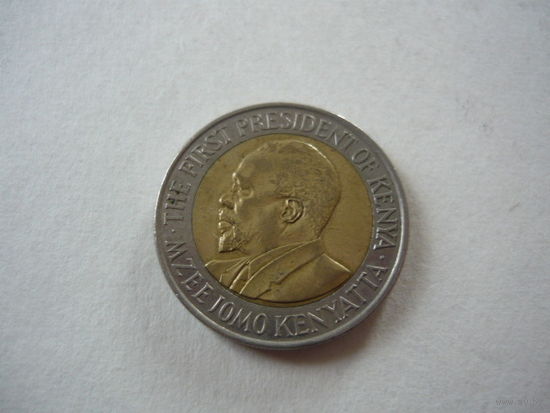 · THE FIRST PRESIDENT OF KENYA ·
MZEE JOMO KENYATTA